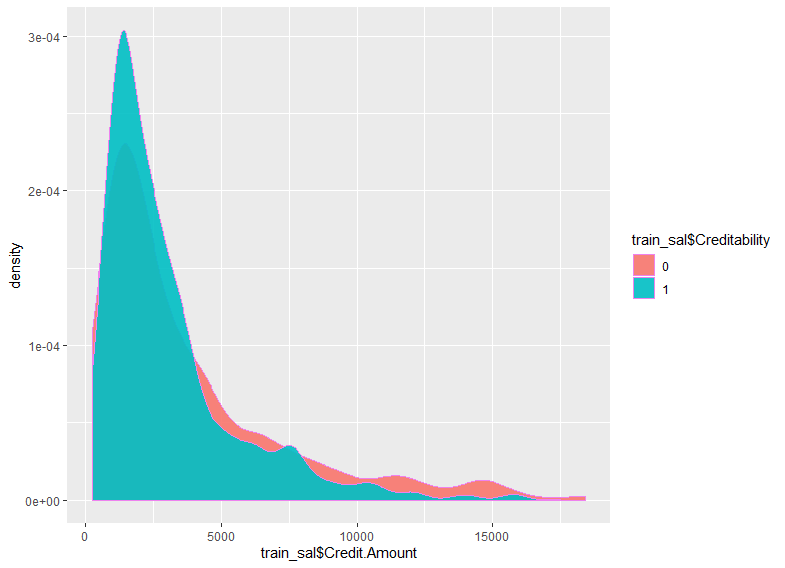 3e-04
2e-04
1e-04
0e+00
density
0 5000 10000 15000
train_sal$Credit.Amount
train_sal$Creditability
0
1